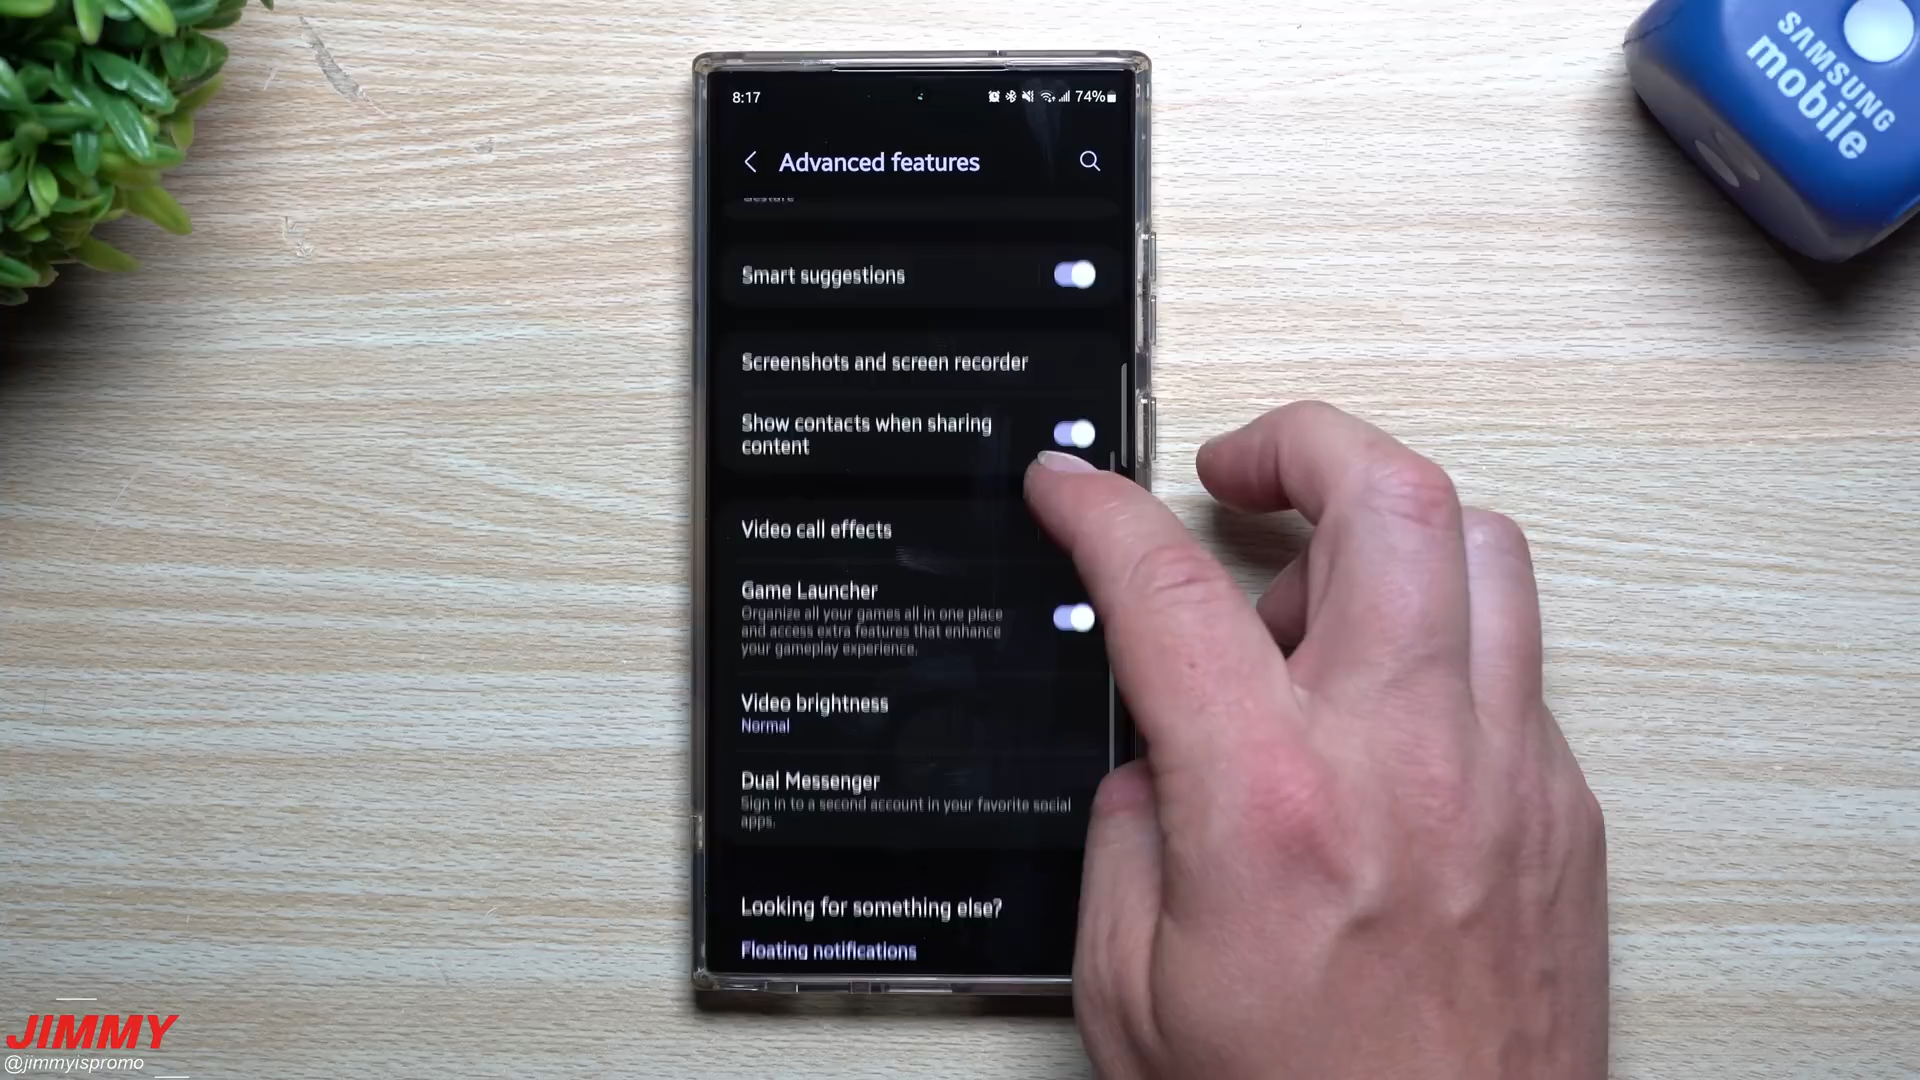 SAMSUNG
mobile
8:17
74%
Advanced features
Smart suggestions
Screenshots and screen recorder
Show contacts when sharing
content
Video call effects
Game Launcher
Organize all your games all in one place
and access extra features that enhance
your gameplay experience.
Video brightness
Normal
Dual Messenger
Sign in to a second account in your favorite social
apps.
Looking for something else?
Floating notifications
JIMMY
@jimmyispromo